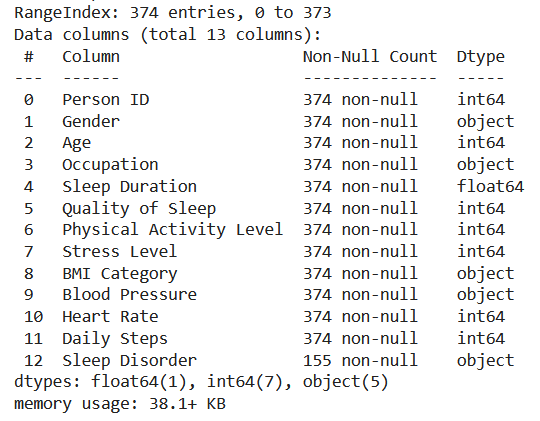 RangeIndex: 374 entries, 0 to 373
Data columns (total 13 columns):
 #   Column                   Non-Null Count  Dtype
---  ------                   --------------  -----
 0   Person ID                374 non-null    int64
 1   Gender                   374 non-null    object
 2   Age                      374 non-null    int64
 3   Occupation               374 non-null    object
 4   Sleep Duration           374 non-null    float64
 5   Quality of Sleep         374 non-null    int64
 6   Physical Activity Level  374 non-null    int64
 7   Stress Level             374 non-null    int64
 8   BMI Category             374 non-null    object
 9   Blood Pressure           374 non-null    object
 10  Heart Rate               374 non-null    int64
 11  Daily Steps              374 non-null    int64
 12  Sleep Disorder           155 non-null    object
dtypes: float64(1), int64(7), object(5)
memory usage: 38.1+ KB